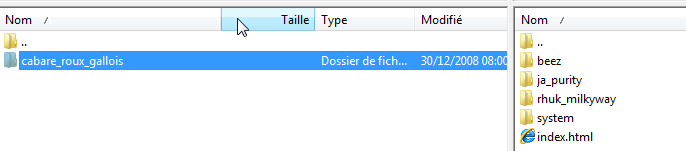 Nom Taille Type Modifié
..
cabare_roux_gallois Dossier de fich... 30/12/2008 08:00
Nom
..
beez
ja_purity
rhuk_milkyway
system
index.html